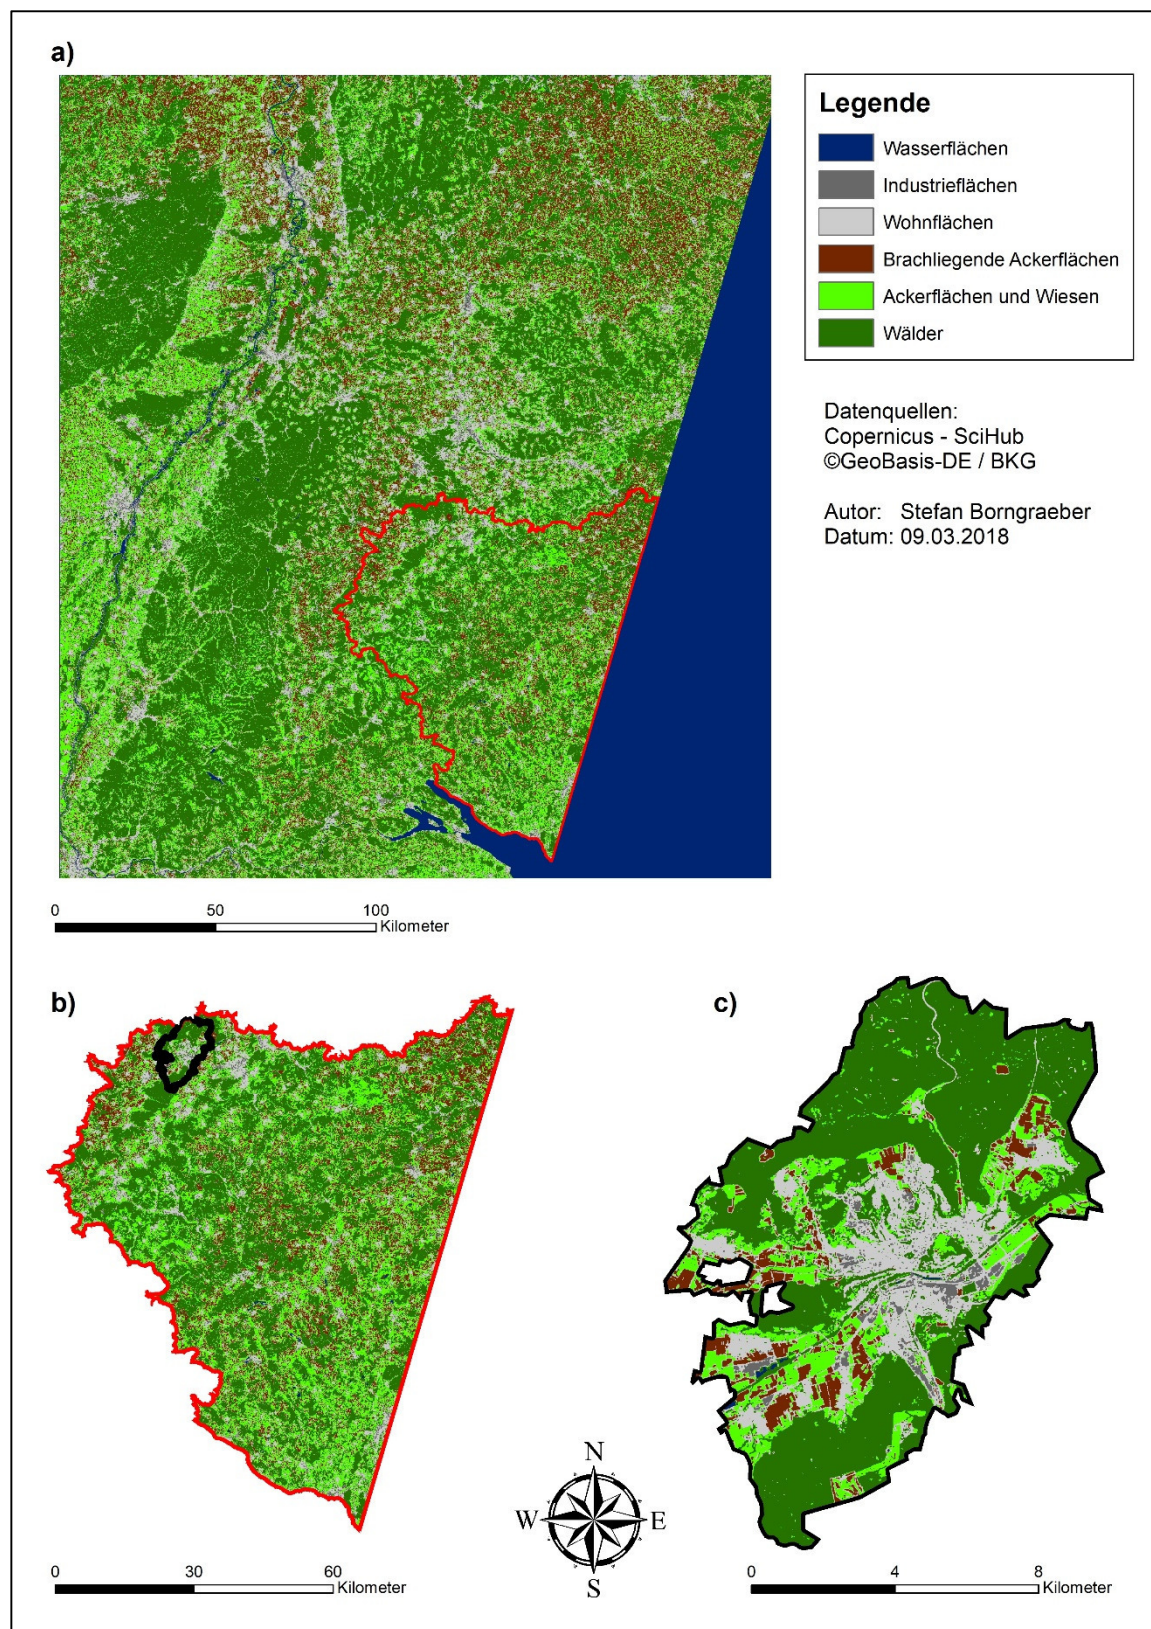 a)
Legende
Wasserflächen
Industrieflächen
Wohnflächen
Brachliegende Ackerflächen
Ackerflächen und Wiesen
Wälder
Datenquellen:
Copernicus - SciHub
©GeoBasis-DE / BKG
Autor: Stefan Borngraeber
Datum: 09.03.2018
0 50 100
Kilometer
b)
c)
N
W E
S
0 30 60
Kilometer
0 4 8
Kilometer